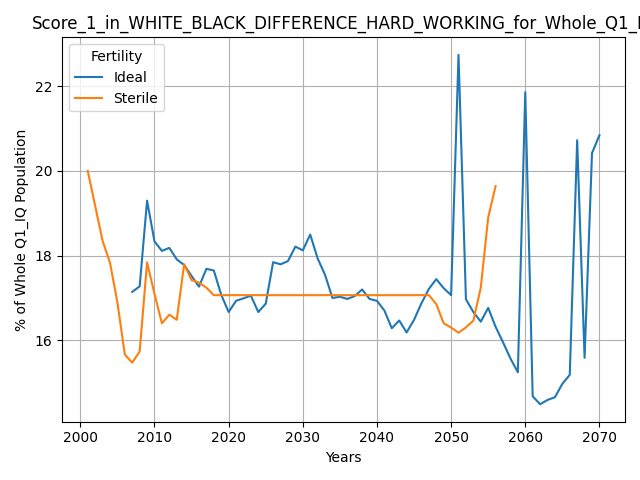 Score_1_in_WHITE_BLACK_DIFFERENCE_HARD_WORKING_for_Whole_Q1_I
Fertility
Ideal
Sterile
% of Whole Q1_IQ Population
22
20
18
16
2000 2010 2020 2030 2040 2050 2060 2070
Years